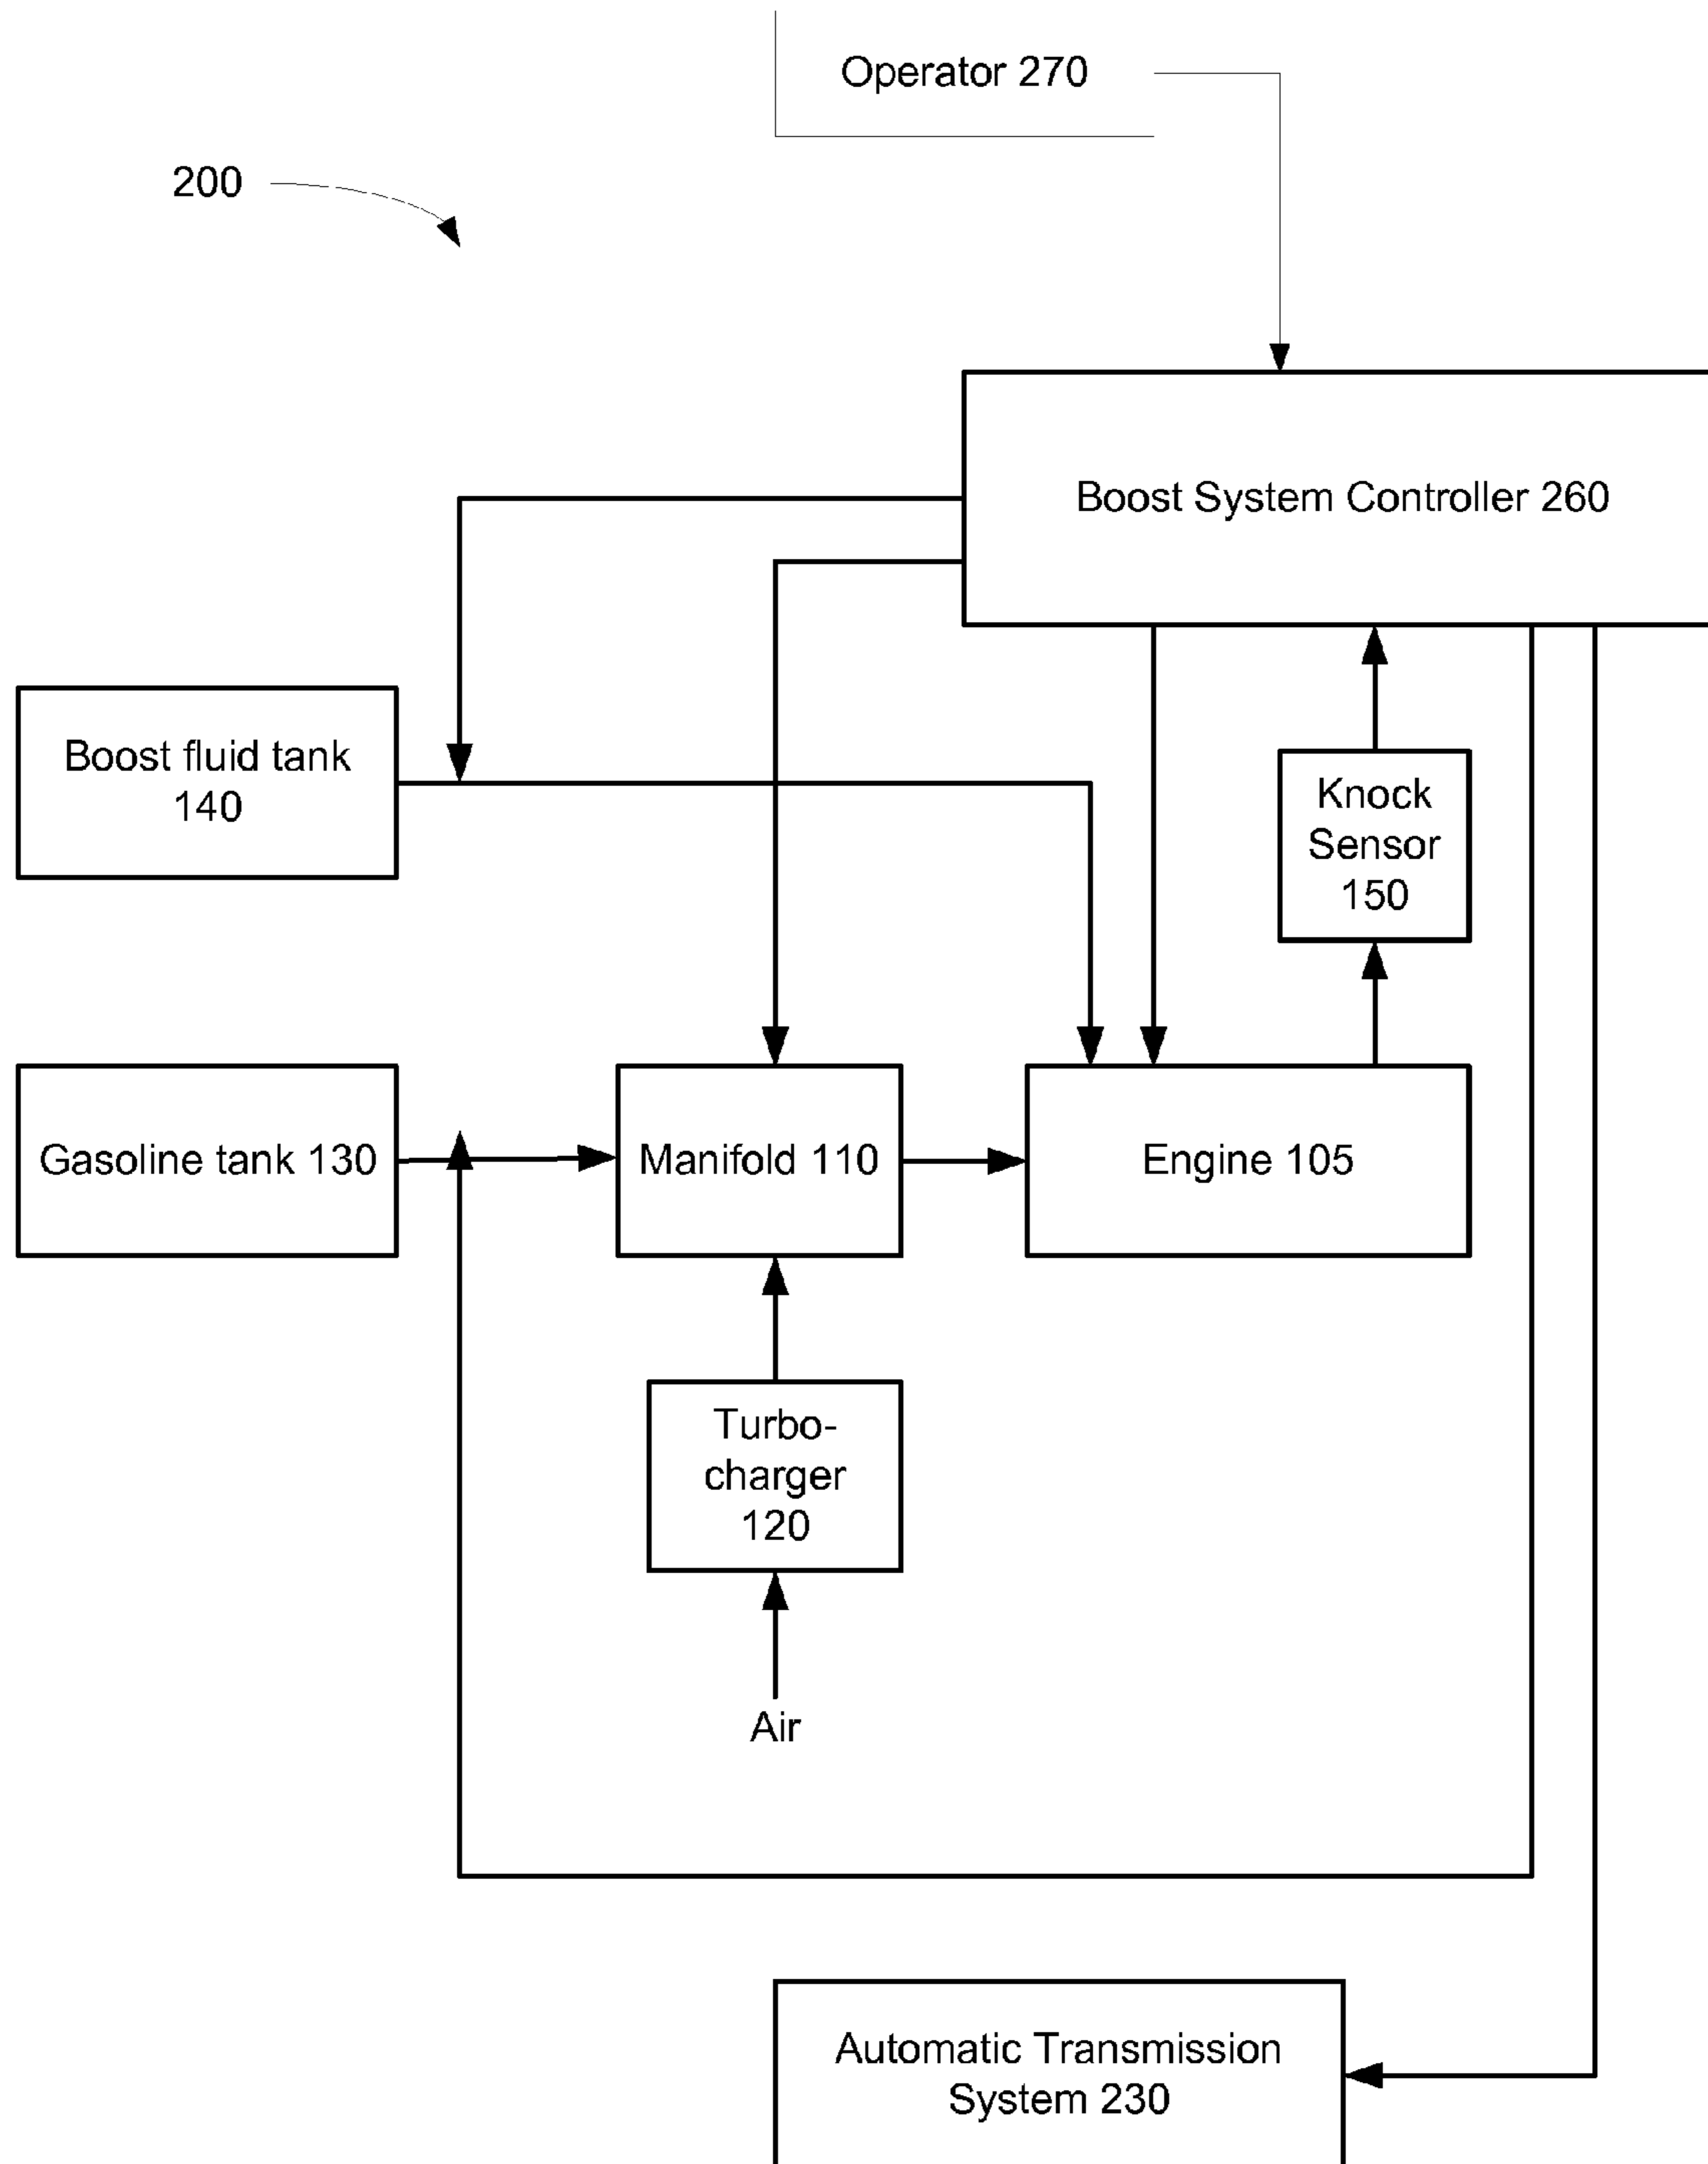 Operator 270
200
Boost System Controller 260
Boost fluid tank
140
Knock
Sensor
150
Gasoline tank 130
Manifold 110
Engine 105
Turbo-
charger
120
Air
Automatic Transmission
System 230